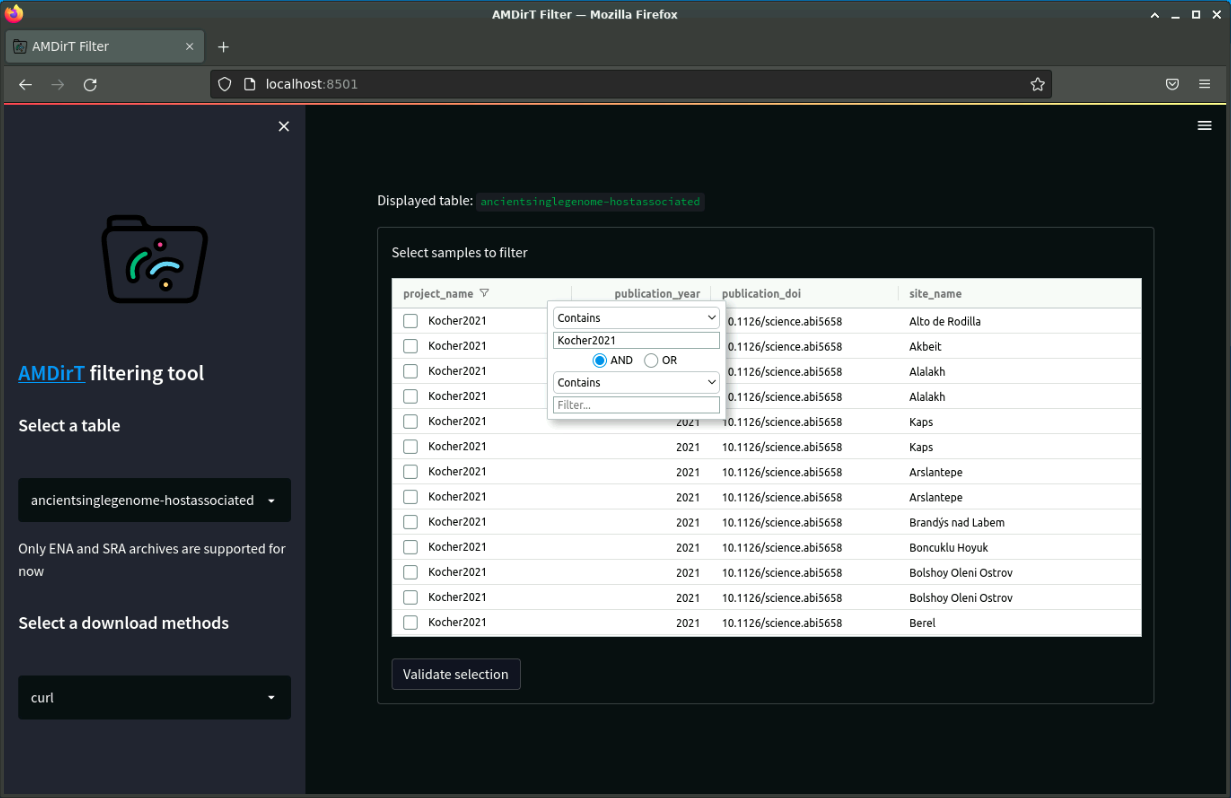 AMDirT Filter — Mozilla Firefox
AMDirT Filter
localhost:8501
AMDirT filtering tool
Select a table
ancientsinglegenome-hostassociated
Only ENA and SRA archives are supported for
now
Select a download methods
curl
Displayed table: ancientsinglegenome-hostassociated
Select samples to filter
project_name publication_year publication_doi site_name
Contains
Kocher2021
AND OR
Contains
Filter...
Kocher2021 0.1126/science.abi5658 Alto de Rodilla
Kocher2021 0.1126/science.abi5658 Akbeit
Kocher2021 0.1126/science.abi5658 Alalakh
Kocher2021 0.1126/science.abi5658 Alalakh
Kocher2021 2021 10.1126/science.abi5658 Kaps
Kocher2021 2021 10.1126/science.abi5658 Kaps
Kocher2021 2021 10.1126/science.abi5658 Arslantepe
Kocher2021 2021 10.1126/science.abi5658 Arslantepe
Kocher2021 2021 10.1126/science.abi5658 Brandýs nad Labem
Kocher2021 2021 10.1126/science.abi5658 Boncuklu Hoyuk
Kocher2021 2021 10.1126/science.abi5658 Bolshoy Oleni Ostrov
Kocher2021 2021 10.1126/science.abi5658 Bolshoy Oleni Ostrov
Kocher2021 2021 10.1126/science.abi5658 Berel
Validate selection